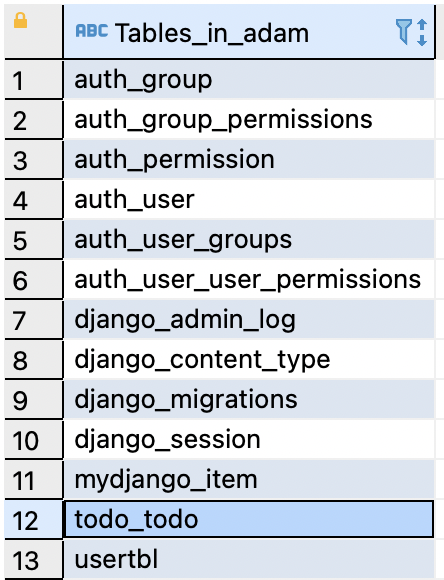 ABC Tables_in_adam
1 auth_group
2 auth_group_permissions
3 auth_permission
4 auth_user
5 auth_user_groups
6 auth_user_user_permissions
7 django_admin_log
8 django_content_type
9 django_migrations
10 django_session
11 mydjango_item
12 todo_todo
13 usertbl